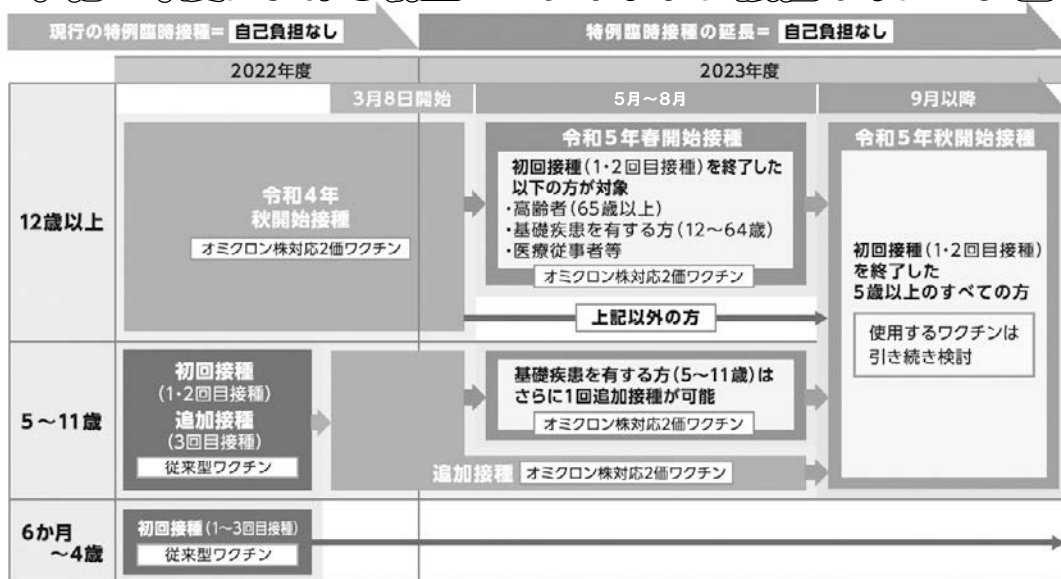 現行の特例臨時接種= 自己負担なし
特例臨時接種の延長= 自己負担なし
2022年度
2023年度
3月8日開始
5月～8月
9月以降
12歳以上
令和4年
秋開始接種
オミクロン株対応2価ワクチン
令和5年春開始接種
初回接種(1・2回目接種)を終了した
以下の方が対象
・高齢者(65歳以上)
・基礎疾患を有する方(12～64歳)
・医療従事者等
オミクロン株対応2価ワクチン
上記以外の方
令和5年秋開始接種
初回接種(1・2回目接種)
を終了した
5歳以上のすべての方
使用するワクチンは
引き続き検討
5～11歳
初回接種
(1・2回目接種)
追加接種
(3回目接種)
従来型ワクチン
基礎疾患を有する方(5～11歳)は
さらに1回追加接種が可能
オミクロン株対応2価ワクチン
追加接種 オミクロン株対応2価ワクチン
6か月
～4歳
初回接種(1～3回目接種)
従来型ワクチン